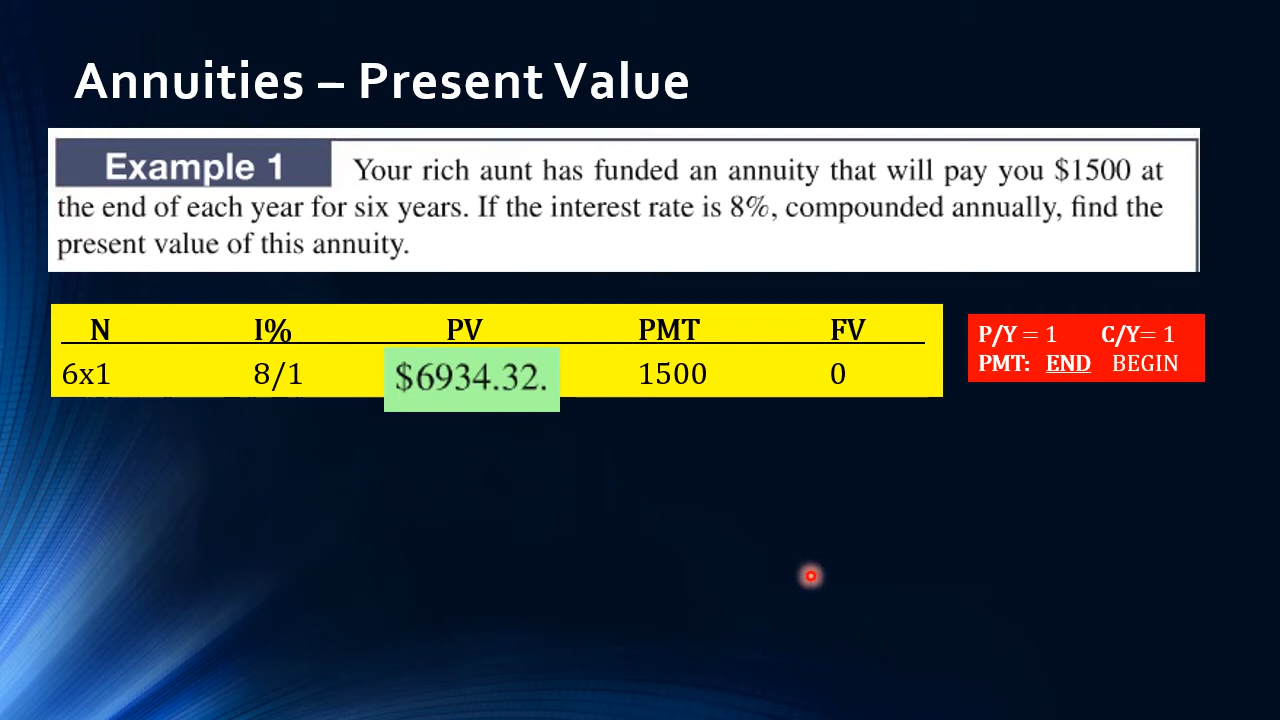 Annuities – Present Value
Example 1 Your rich aunt has funded an annuity that will pay you $1500 at
the end of each year for six years. If the interest rate is 8%, compounded annually, find the
present value of this annuity.
N I% PV PMT FV
6x1 8/1 $6934.32. 1500 0
P/Y = 1 C/Y= 1
PMT: END BEGIN